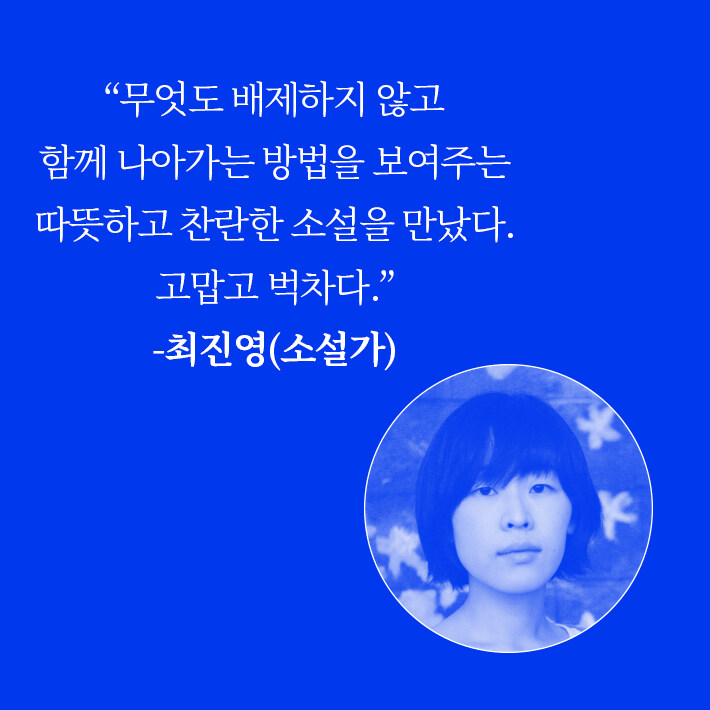 “무엇도 배제하지 않고
함께 나아가는 방법을 보여주는
따뜻하고 찬란한 소설을 만났다.
고맙고 벅차다.”
-최진영(소설가)